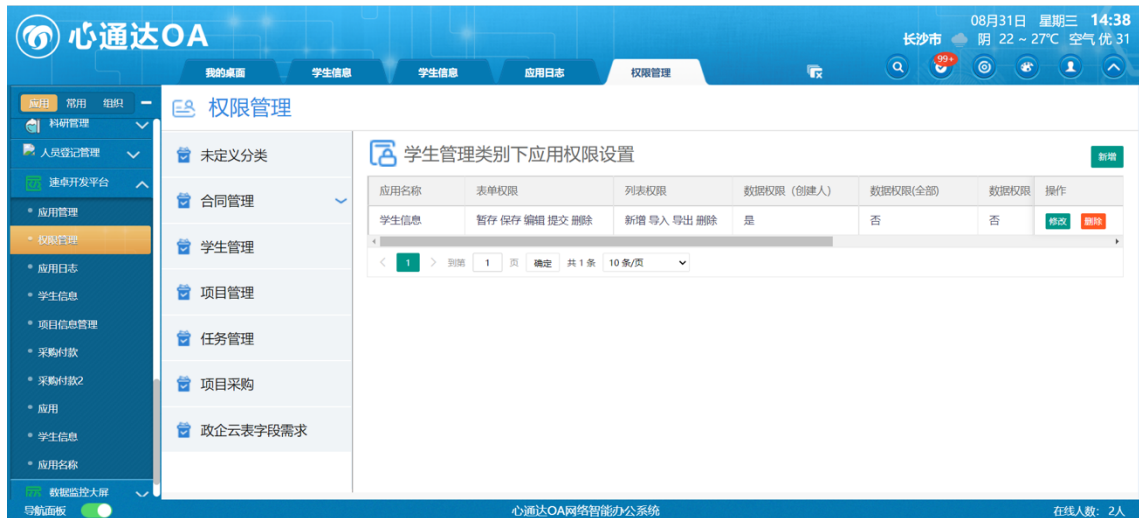 心通达OA
08月31日 星期三 14:38
长沙市 阴 22 ~ 27℃ 空气 优 31
我的桌面 学生信息 学生信息 应用日志 权限管理
99+
应用 常用 组织
科研管理
人员登记管理
速卓开发平台
应用管理
权限管理
应用日志
学生信息
项目信息管理
采购付款
采购付款2
应用
学生信息
应用名称
数据监控大屏
导航面板
权限管理
未定义分类
合同管理
学生管理
项目管理
任务管理
项目采购
政企云表字段需求
学生管理类别下应用权限设置
新增
应用名称 表单权限 列表权限 数据权限（创建人） 数据权限(全部) 数据权限 操作
学生信息 暂存 保存 编辑 提交 删除 新增 导入 导出 删除 是 否 否 修改 删除
1 到第 1 页 确定 共 1 条 10 条/页
心通达OA网络智能办公系统
在线人数: 2人